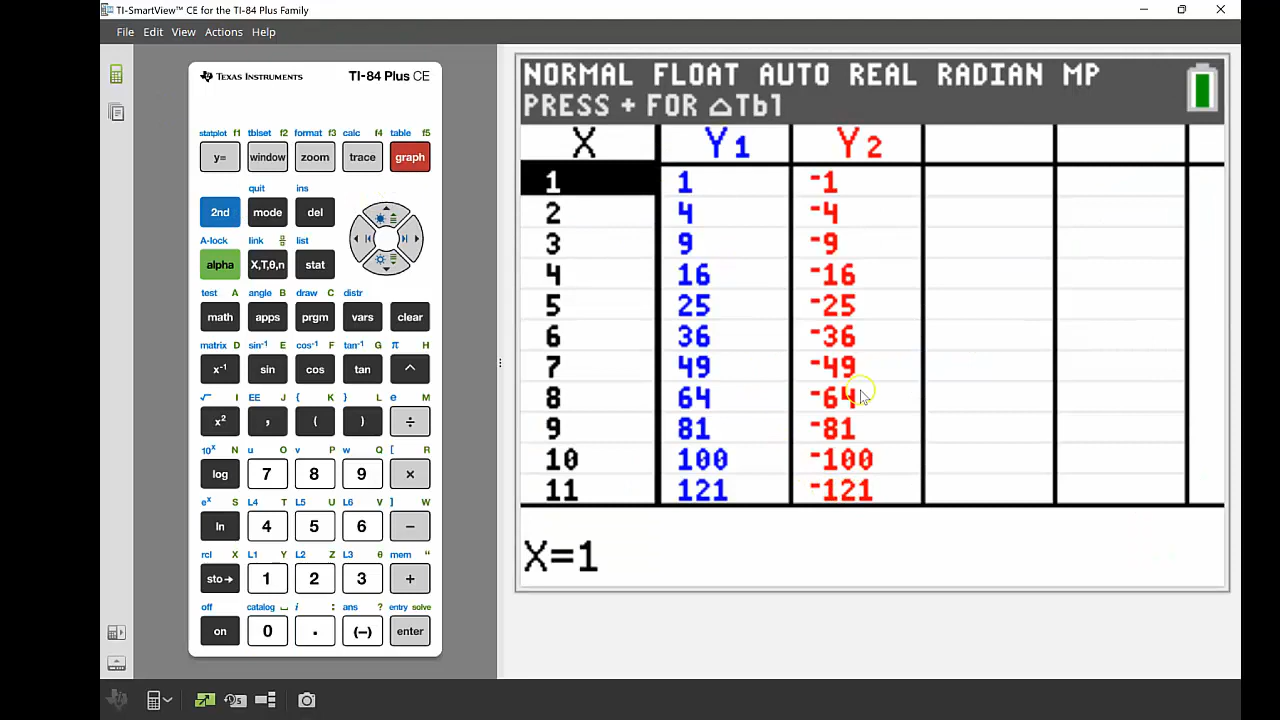 TI-SmartView™ CE for the TI-84 Plus Family
File Edit View Actions Help
TEXAS INSTRUMENTS TI-84 Plus CE
statplot f1 tblset f2 format f3 calc f4 table f5
y= window zoom trace graph
quit ins
2nd mode del
A-lock link list
alpha X,T,θ,n stat
test A angle B draw C distr
math apps prgm vars clear
matrix D sin⁻¹ E cos⁻¹ F tan⁻¹ G π H
x⁻¹ sin cos tan ^
√ I EE J { K } L e M
x² , ( ) ÷
10ˣ N u O v P w Q [ R
log 7 8 9 ×
eˣ S L4 T L5 U L6 V ] W
ln 4 5 6 −
rcl X L1 Y L2 Z L3 θ mem "
sto→ 1 2 3 +
off catalog i : ans ? entry solve
on 0 . (−) enter
NORMAL FLOAT AUTO REAL RADIAN MP
PRESS + FOR △Tbl
X Y1 Y2
1 1 -1
2 4 -4
3 9 -9
4 16 -16
5 25 -25
6 36 -36
7 49 -49
8 64 -64
9 81 -81
10 100 -100
11 121 -121
X=1